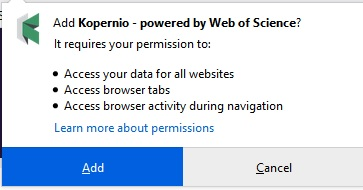 Add Kopernio - powered by Web of Science?
It requires your permission to:
• Access your data for all websites
• Access browser tabs
• Access browser activity during navigation
Learn more about permissions
Add
Cancel